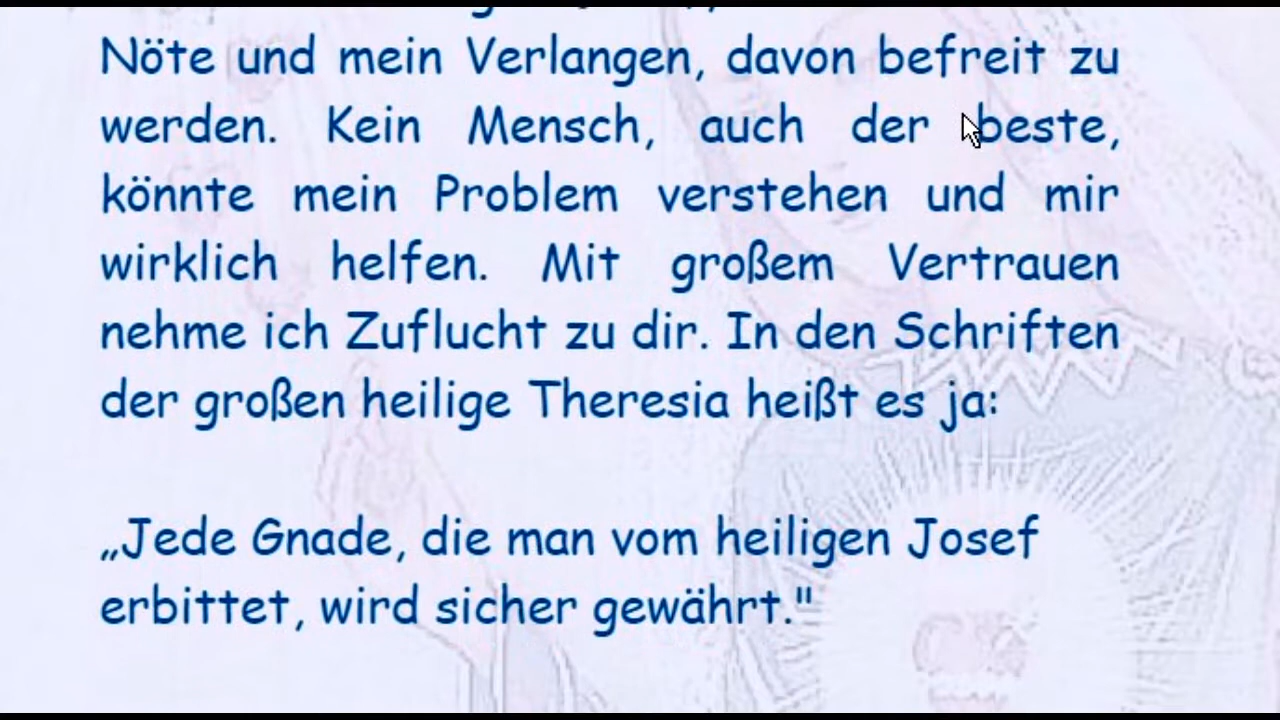 Nöte und mein Verlangen, davon befreit zu
werden. Kein Mensch, auch der beste,
könnte mein Problem verstehen und mir
wirklich helfen. Mit großem Vertrauen
nehme ich Zuflucht zu dir. In den Schriften
der großen heilige Theresia heißt es ja:
„Jede Gnade, die man vom heiligen Josef
erbittet, wird sicher gewährt."